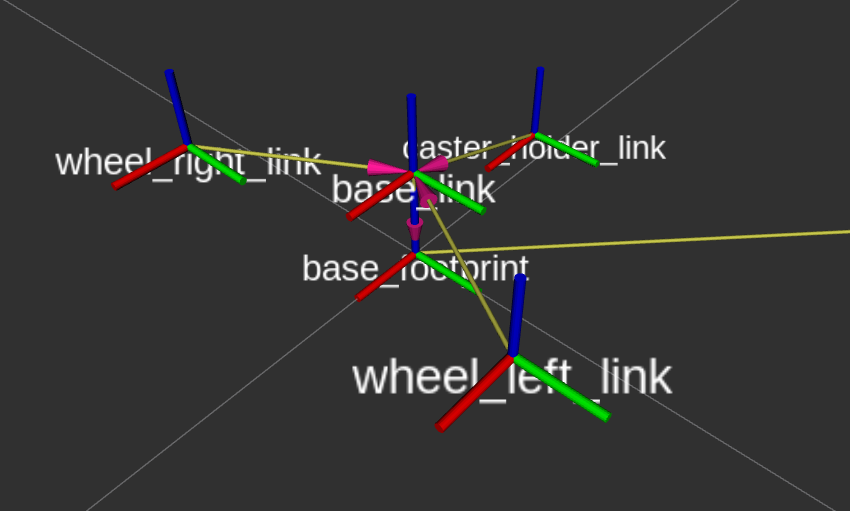 caster_holder_link
wheel_right_link
base_link
base_footprint
wheel_left_link